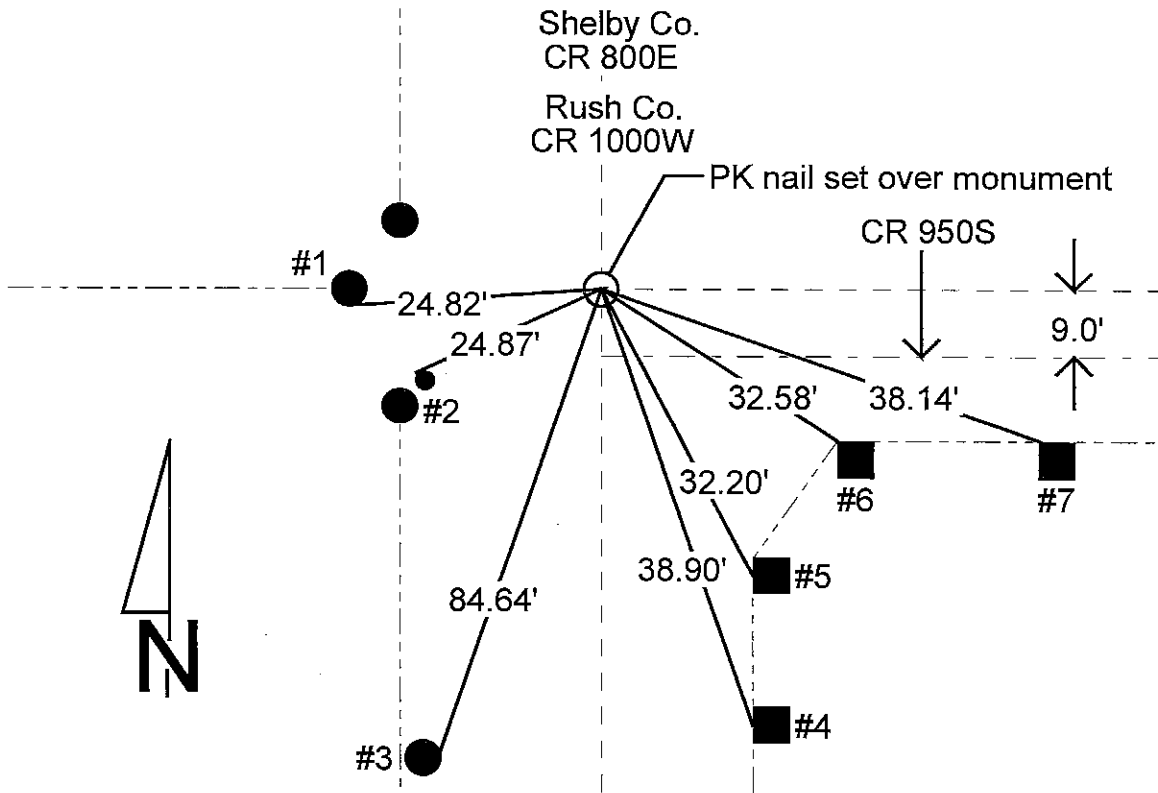 Shelby Co.
CR 800E
Rush Co.
CR 1000W
PK nail set over monument
CR 950S
#1
24.82'
9.0'
24.87'
32.58'
38.14'
#2
32.20'
#6
#7
38.90'
#5
84.64'
N
#4
#3